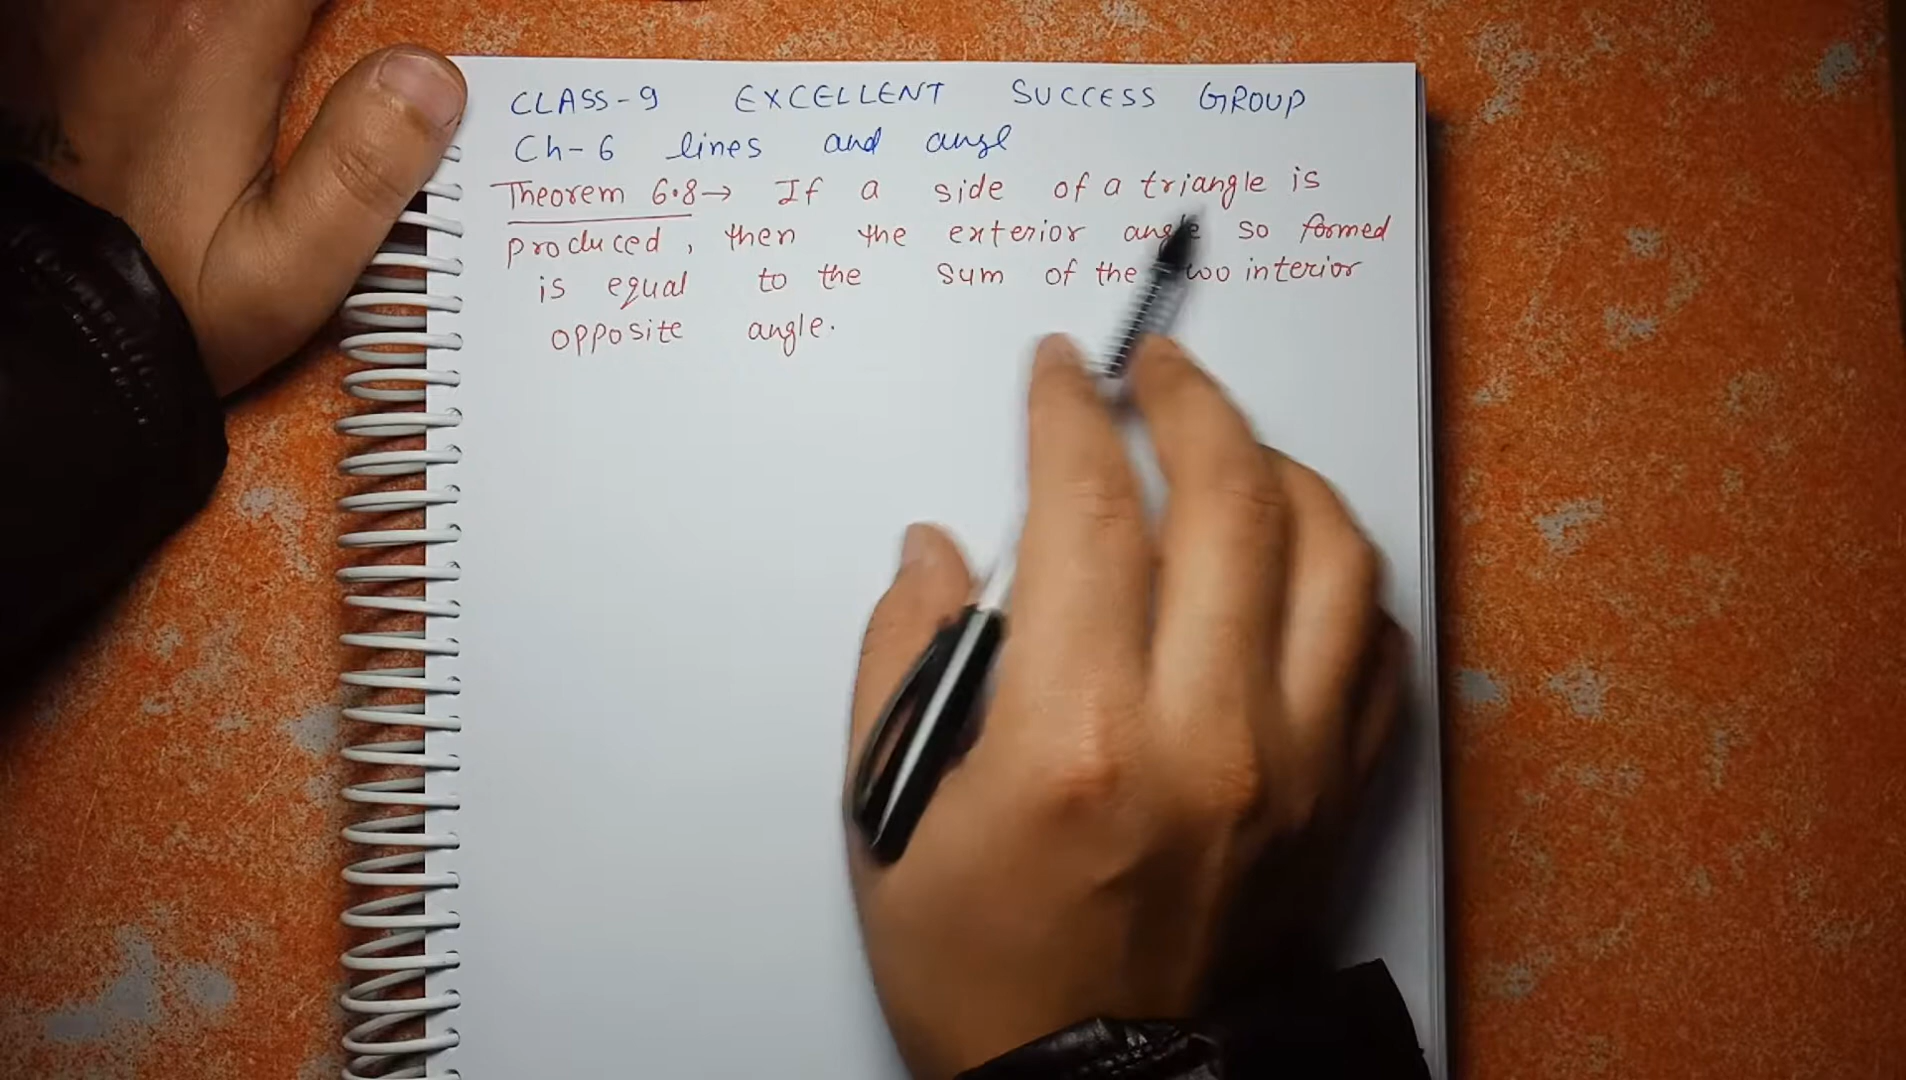 CLASS-9 EXCELLENT SUCCESS GROUP
Ch-6 lines and angl
Theorem 6.8→ If a side of a triangle is
produced, then the exterior angle so formed
is equal to the sum of the two interior
opposite angle.